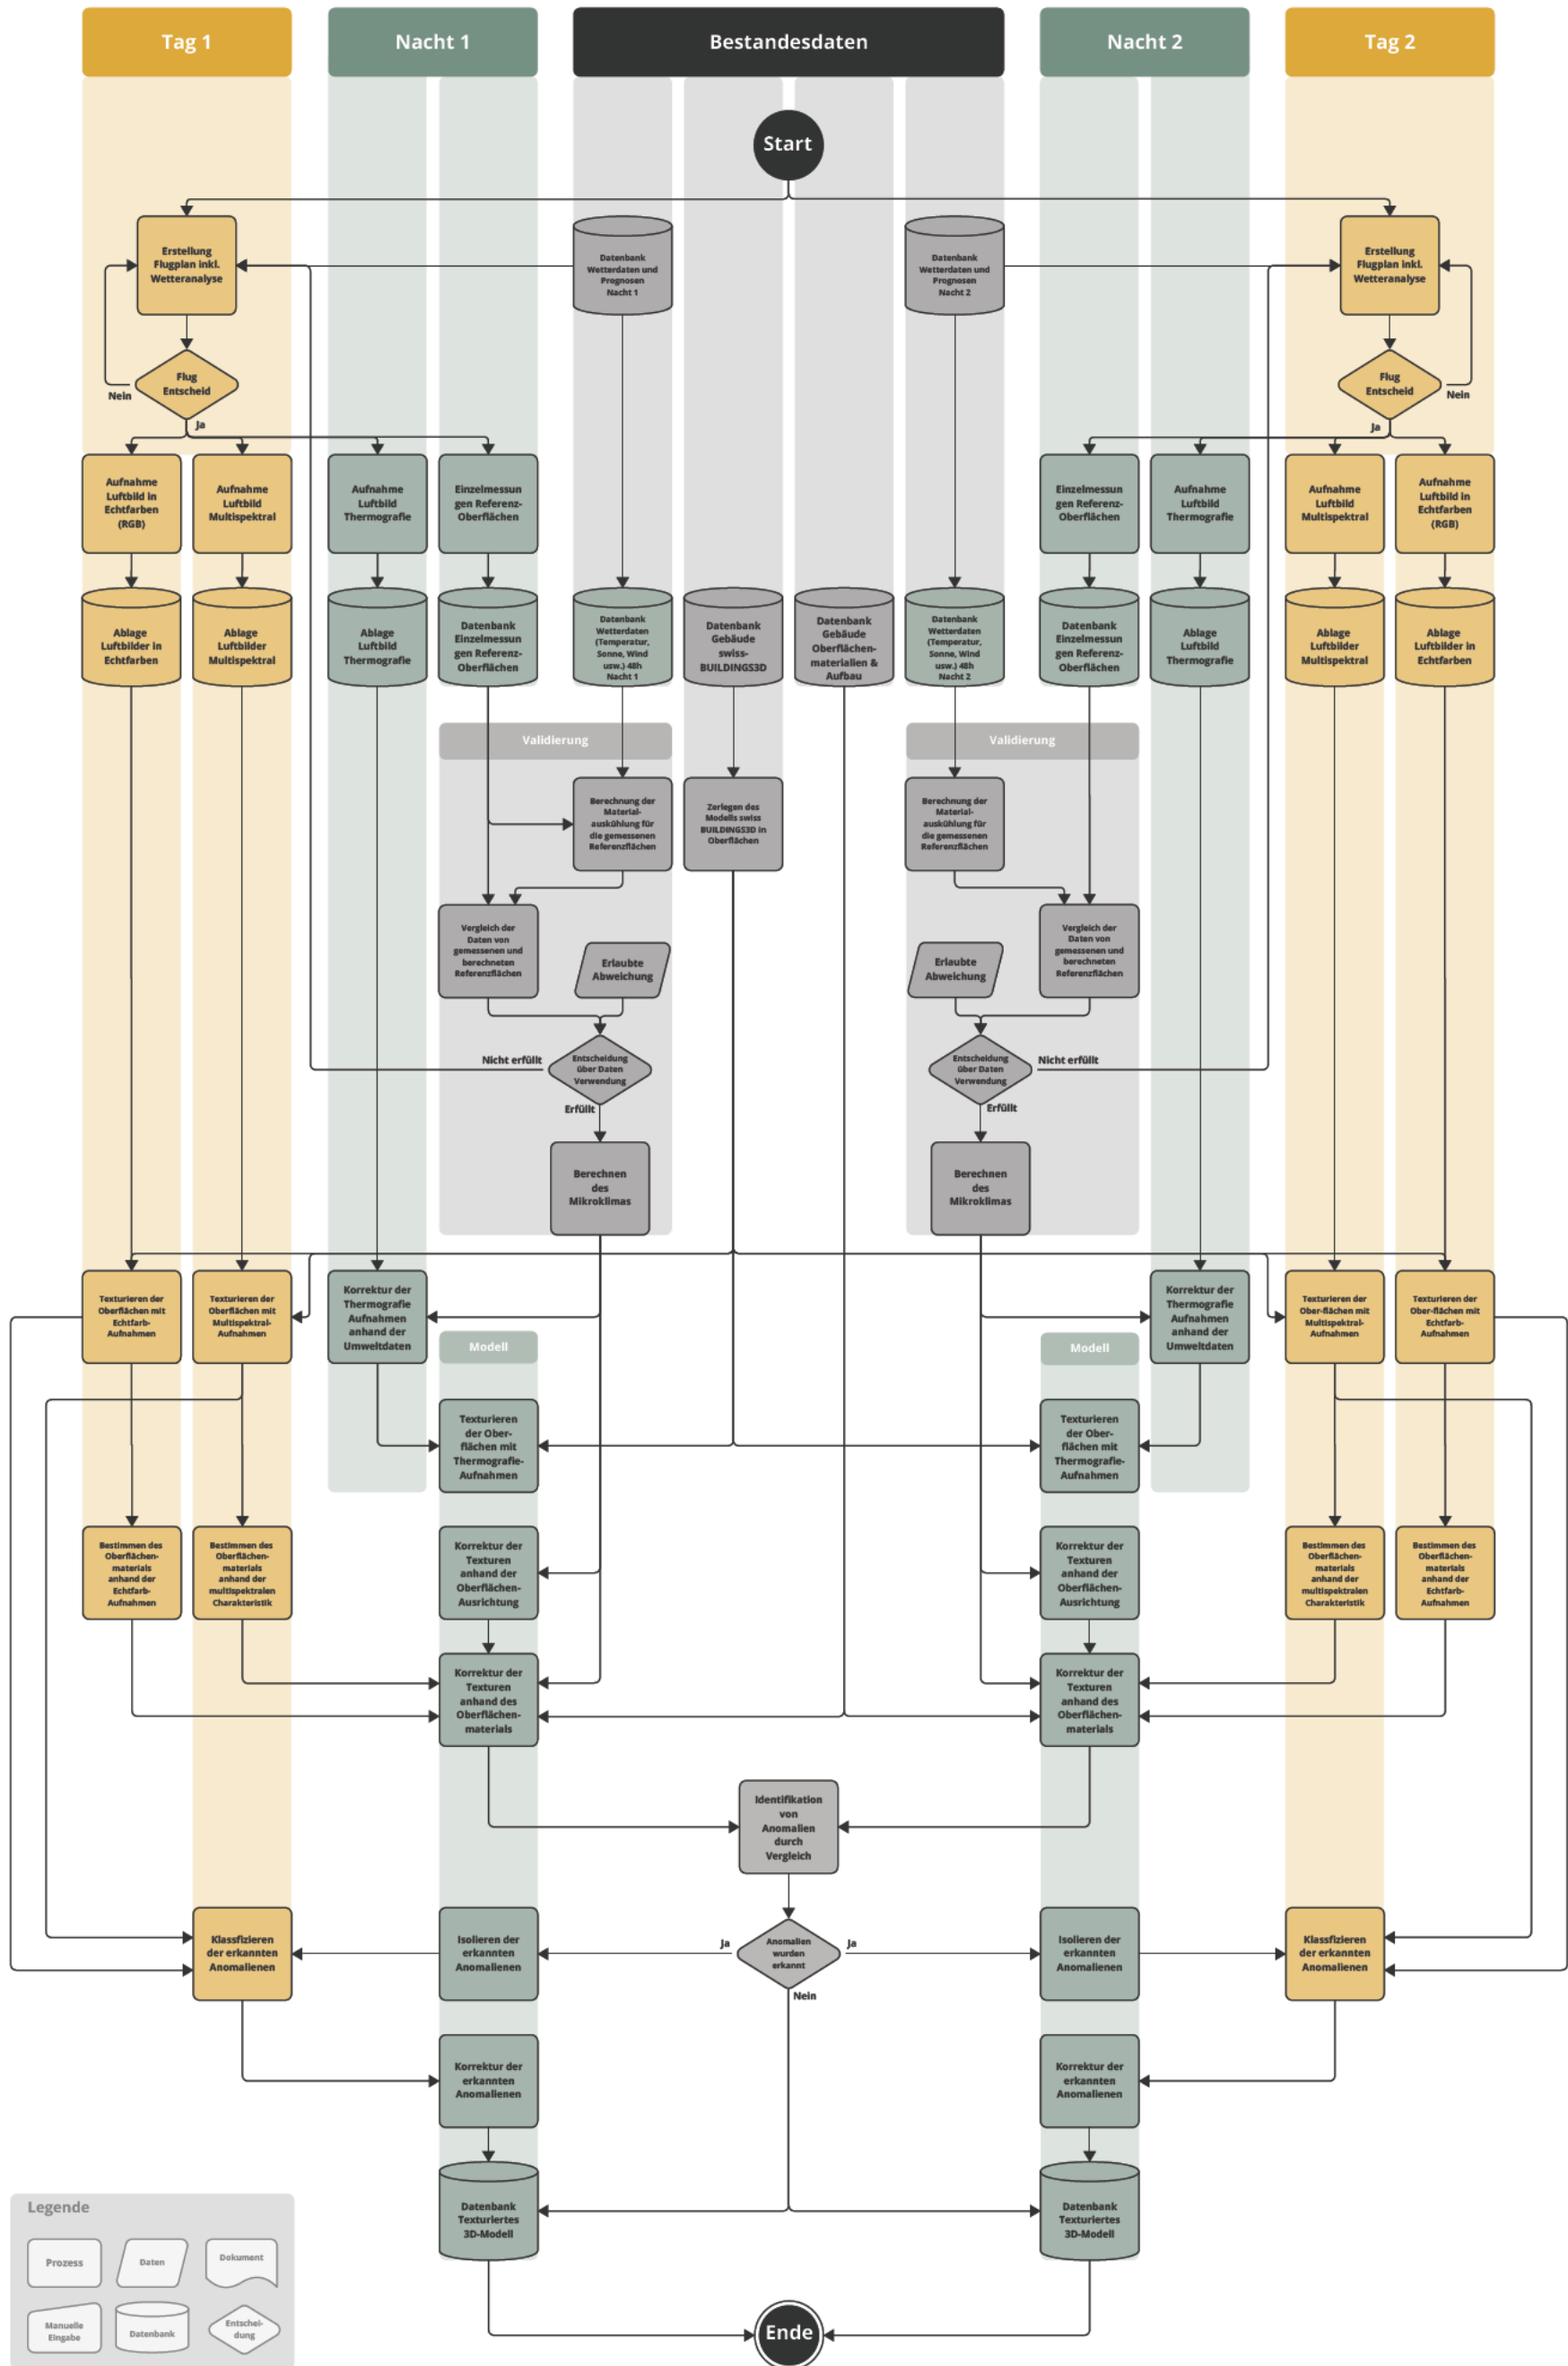 Tag 1
Nacht 1
Bestandesdaten
Nacht 2
Tag 2
Start
Erstellung
Flugplan inkl.
Wetteranalyse
Datenbank
Wetterdaten und
Prognosen
Nacht 1
Datenbank
Wetterdaten und
Prognosen
Nacht 2
Erstellung
Flugplan inkl.
Wetteranalyse
Flug
Entscheid
Nein
Ja
Flug
Entscheid
Nein
Ja
Aufnahme
Luftbild in
Echtfarben
(RGB)
Aufnahme
Luftbild
Multispektral
Aufnahme
Luftbild
Thermografie
Einzelmessun
gen Referenz-
Oberflächen
Einzelmessun
gen Referenz-
Oberflächen
Aufnahme
Luftbild
Thermografie
Aufnahme
Luftbild
Multispektral
Aufnahme
Luftbild in
Echtfarben
(RGB)
Ablage
Luftbilder in
Echtfarben
Ablage
Luftbilder
Multispektral
Ablage
Luftbild
Thermografie
Datenbank
Einzelmessun
gen Referenz-
Oberflächen
Datenbank
Wetterdaten
(Temperatur,
Sonne, Wind
usw.) 48h
Nacht 1
Datenbank
Gebäude
swiss-
BUILDINGS3D
Datenbank
Gebäude
Oberflächen-
materialien &
Aufbau
Datenbank
Wetterdaten
(Temperatur,
Sonne, Wind
usw.) 48h
Nacht 2
Datenbank
Einzelmessun
gen Referenz-
Oberflächen
Ablage
Luftbild
Thermografie
Ablage
Luftbilder
Multispektral
Ablage
Luftbilder in
Echtfarben
Validierung
Validierung
Berechnung der
Material-
auskühlung für
die gemessenen
Referenzflächen
Zerlegen des
Modells swiss
BUILDINGS3D in
Oberflächen
Berechnung der
Material-
auskühlung für
die gemessenen
Referenzflächen
Vergleich der
Daten von
gemessenen und
berechneten
Referenzflächen
Erlaubte
Abweichung
Erlaubte
Abweichung
Vergleich der
Daten von
gemessenen und
berechneten
Referenzflächen
Nicht erfüllt
Entscheidung
über Daten
Verwendung
Erfüllt
Entscheidung
über Daten
Verwendung
Nicht erfüllt
Erfüllt
Berechnen
des
Mikroklimas
Berechnen
des
Mikroklimas
Texturieren der
Oberflächen mit
Echtfarb-
Aufnahmen
Texturieren der
Oberflächen mit
Multispektral-
Aufnahmen
Korrektur der
Thermografie
Aufnahmen
anhand der
Umweltdaten
Korrektur der
Thermografie
Aufnahmen
anhand der
Umweltdaten
Texturieren der
Ober-flächen mit
Multispektral-
Aufnahmen
Texturieren der
Ober-flächen mit
Echtfarb-
Aufnahmen
Modell
Modell
Texturieren
der Ober-
flächen mit
Thermografie-
Aufnahmen
Texturieren
der Ober-
flächen mit
Thermografie-
Aufnahmen
Bestimmen des
Oberflächen-
materials
anhand der
Echtfarb-
Aufnahmen
Bestimmen des
Oberflächen-
materials
anhand der
multispektralen
Charakteristik
Korrektur der
Texturen
anhand der
Oberflächen-
Ausrichtung
Korrektur der
Texturen
anhand der
Oberflächen-
Ausrichtung
Bestimmen des
Oberflächen-
materials
anhand der
multispektralen
Charakteristik
Bestimmen des
Oberflächen-
materials
anhand der
Echtfarb-
Aufnahmen
Korrektur der
Texturen
anhand des
Oberflächen-
materials
Korrektur der
Texturen
anhand des
Oberflächen-
materials
Identifikation
von
Anomalien
durch
Vergleich
Klassfizieren
der erkannten
Anomalienen
Isolieren der
erkannten
Anomalienen
Ja
Anomalien
wurden
erkannt
Ja
Nein
Isolieren der
erkannten
Anomalienen
Klassfizieren
der erkannten
Anomalienen
Korrektur der
erkannten
Anomalienen
Korrektur der
erkannten
Anomalienen
Datenbank
Texturiertes
3D-Modell
Datenbank
Texturiertes
3D-Modell
Ende
Legende
Prozess
Daten
Dokument
Manuelle
Eingabe
Datenbank
Entschei-
dung